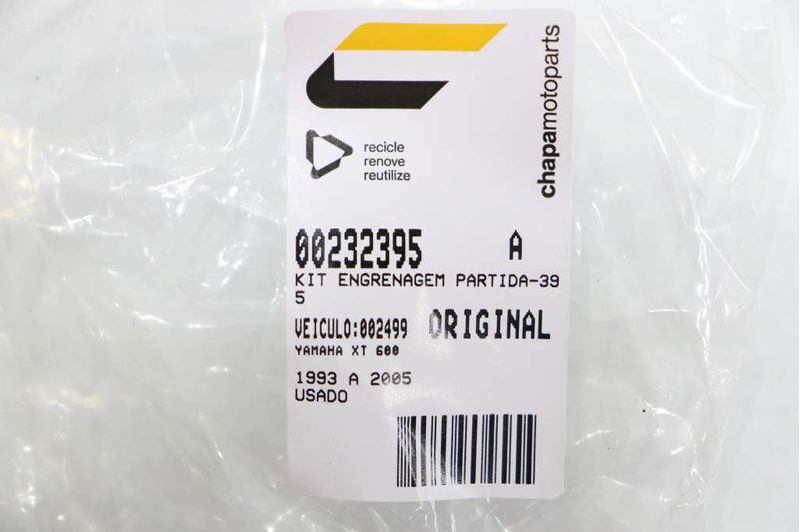 chapamotoparts
recicle
renove
reutilize
00232395 A
KIT ENGRENAGEM PARTIDA-39
5
VEICULO:002499 ORIGINAL
YAMAHA XT 600
1993 A 2005
USADO